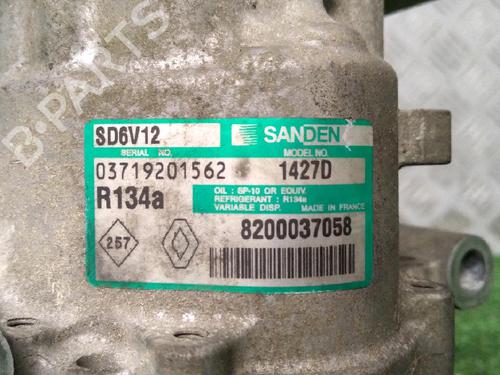 B-PARTS
SD6V12 SANDEN
SERIAL NO. MODEL NO.
03719201562 1427D
R134a
OIL : SP-10 OR EQUIV.
REFRIGERANT : R134a
VARIABLE DISP. MADE IN FRANCE
257
8200037058